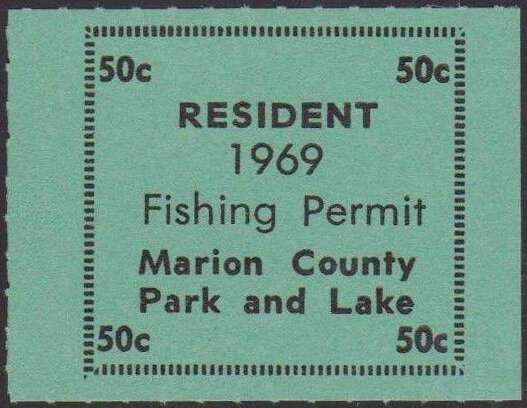 50c 50c
RESIDENT
1969
Fishing Permit
Marion County
Park and Lake
50c 50c